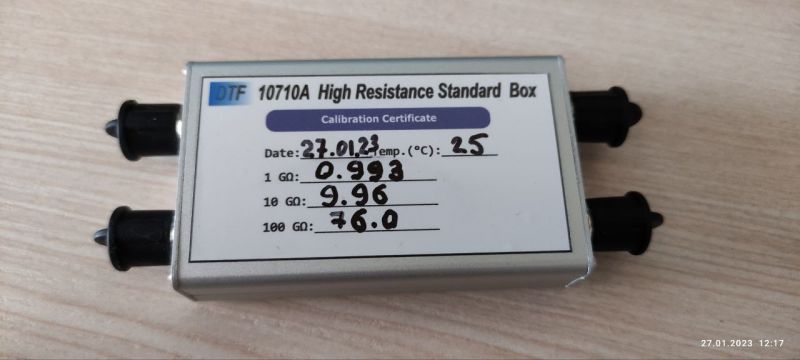 DTF 10710A High Resistance Standard Box
Calibration Certificate
Date: 27.01.23 Temp.(°C): 25
1 GΩ: 0.993
10 GΩ: 9.96
100 GΩ: 76.0
27.01.2023 12:17